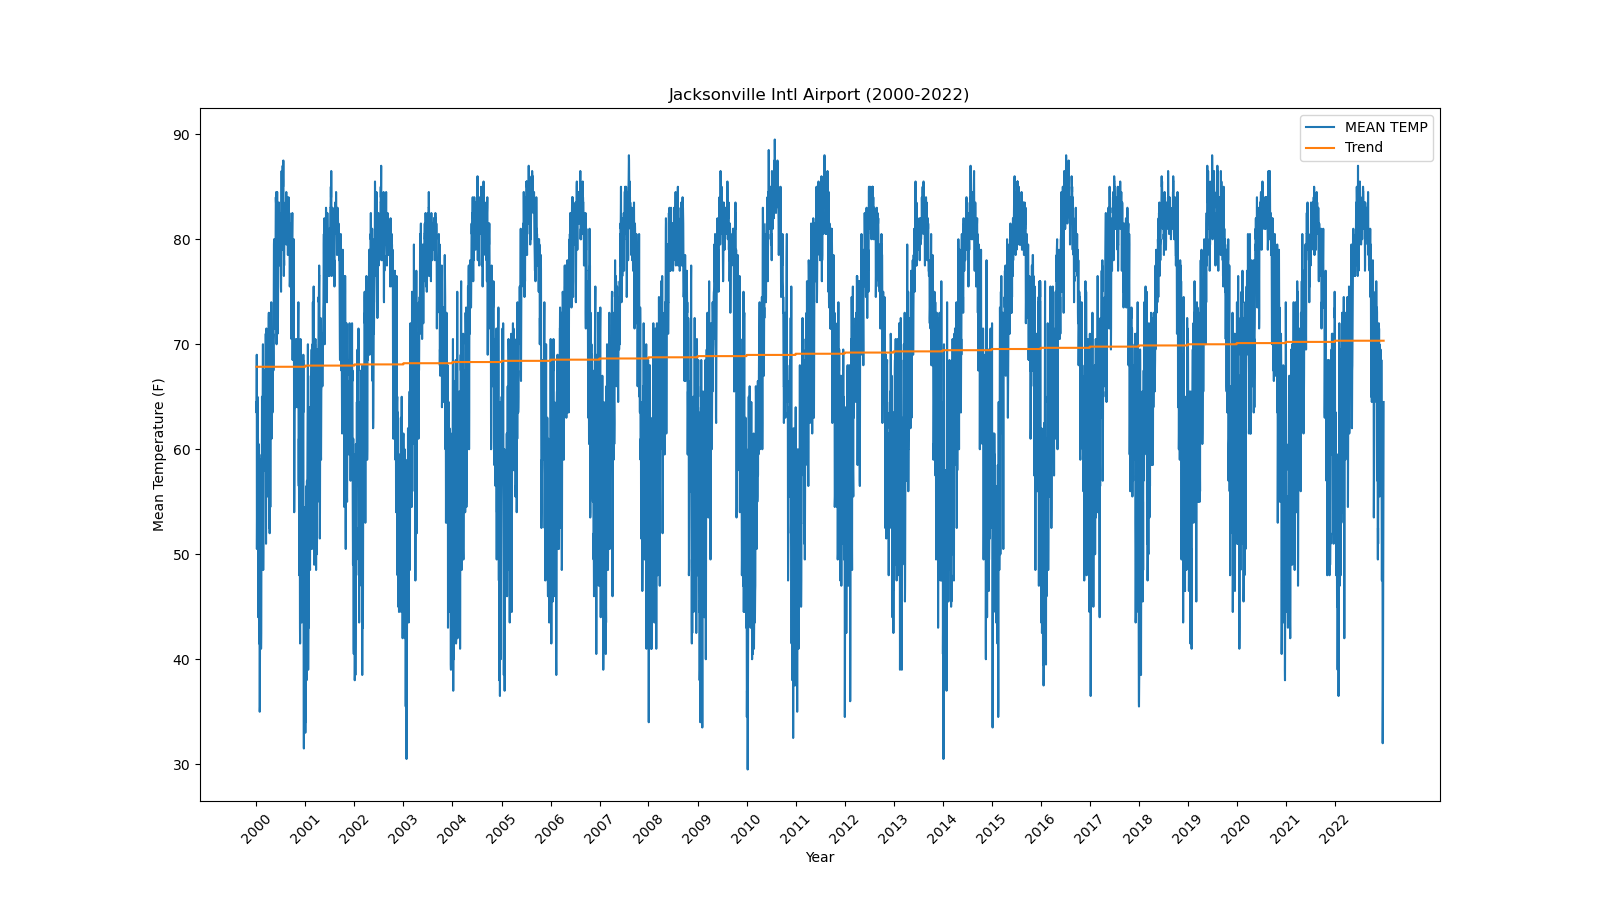 Jacksonville Intl Airport (2000-2022)
MEAN TEMP
Trend
Mean Temperature (F)
90
80
70
60
50
40
30
2000 2001 2002 2003 2004 2005 2006 2007 2008 2009 2010 2011 2012 2013 2014 2015 2016 2017 2018 2019 2020 2021 2022
Year